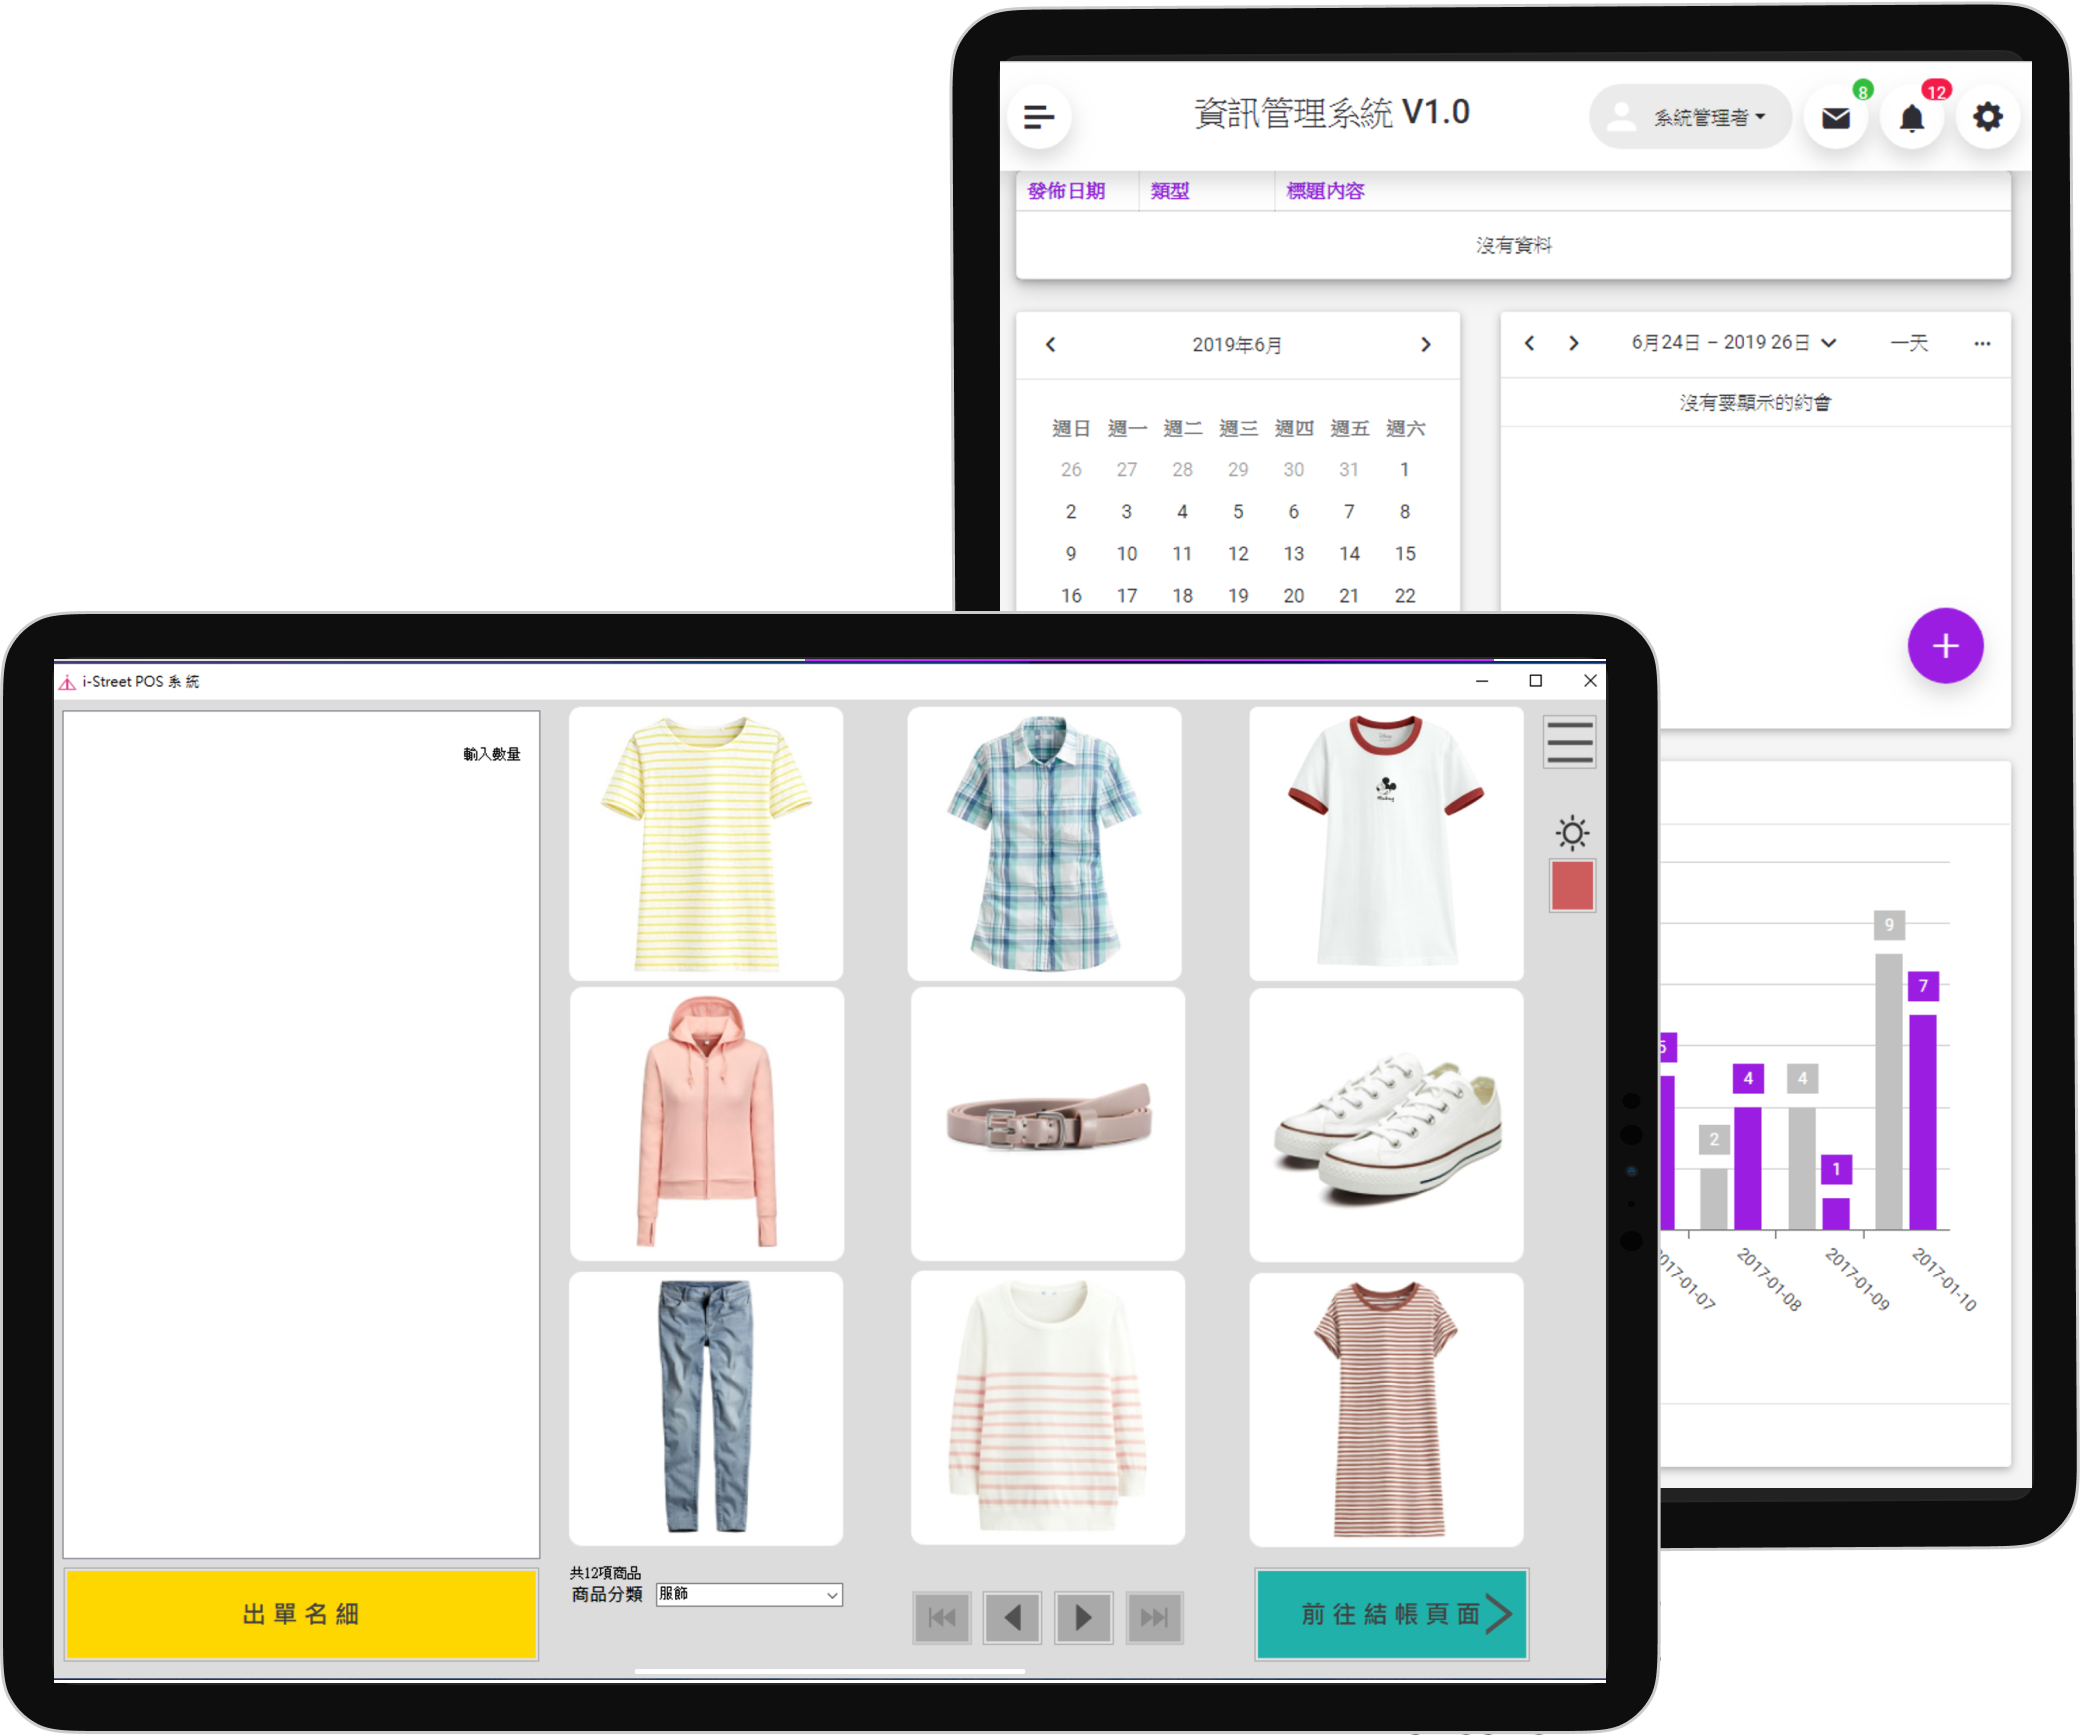 資訊管理系統 V1.0
系統管理者
8
12
發佈日期 類型 標題內容
沒有資料
2019年6月
週日 週一 週二 週三 週四 週五 週六
26 27 28 29 30 31 1
2 3 4 5 6 7 8
9 10 11 12 13 14 15
16 17 18 19 20 21 22
6月24日 – 2019 26日
一天
沒有要顯示的約會
9
7
5
4
4
2
1
2017-01-07
2017-01-08
2017-01-09
2017-01-10
i-Street POS 系統
輸入數量
Disney
Mickey
共12項商品
商品分類 服飾
出單名細
前往結帳頁面